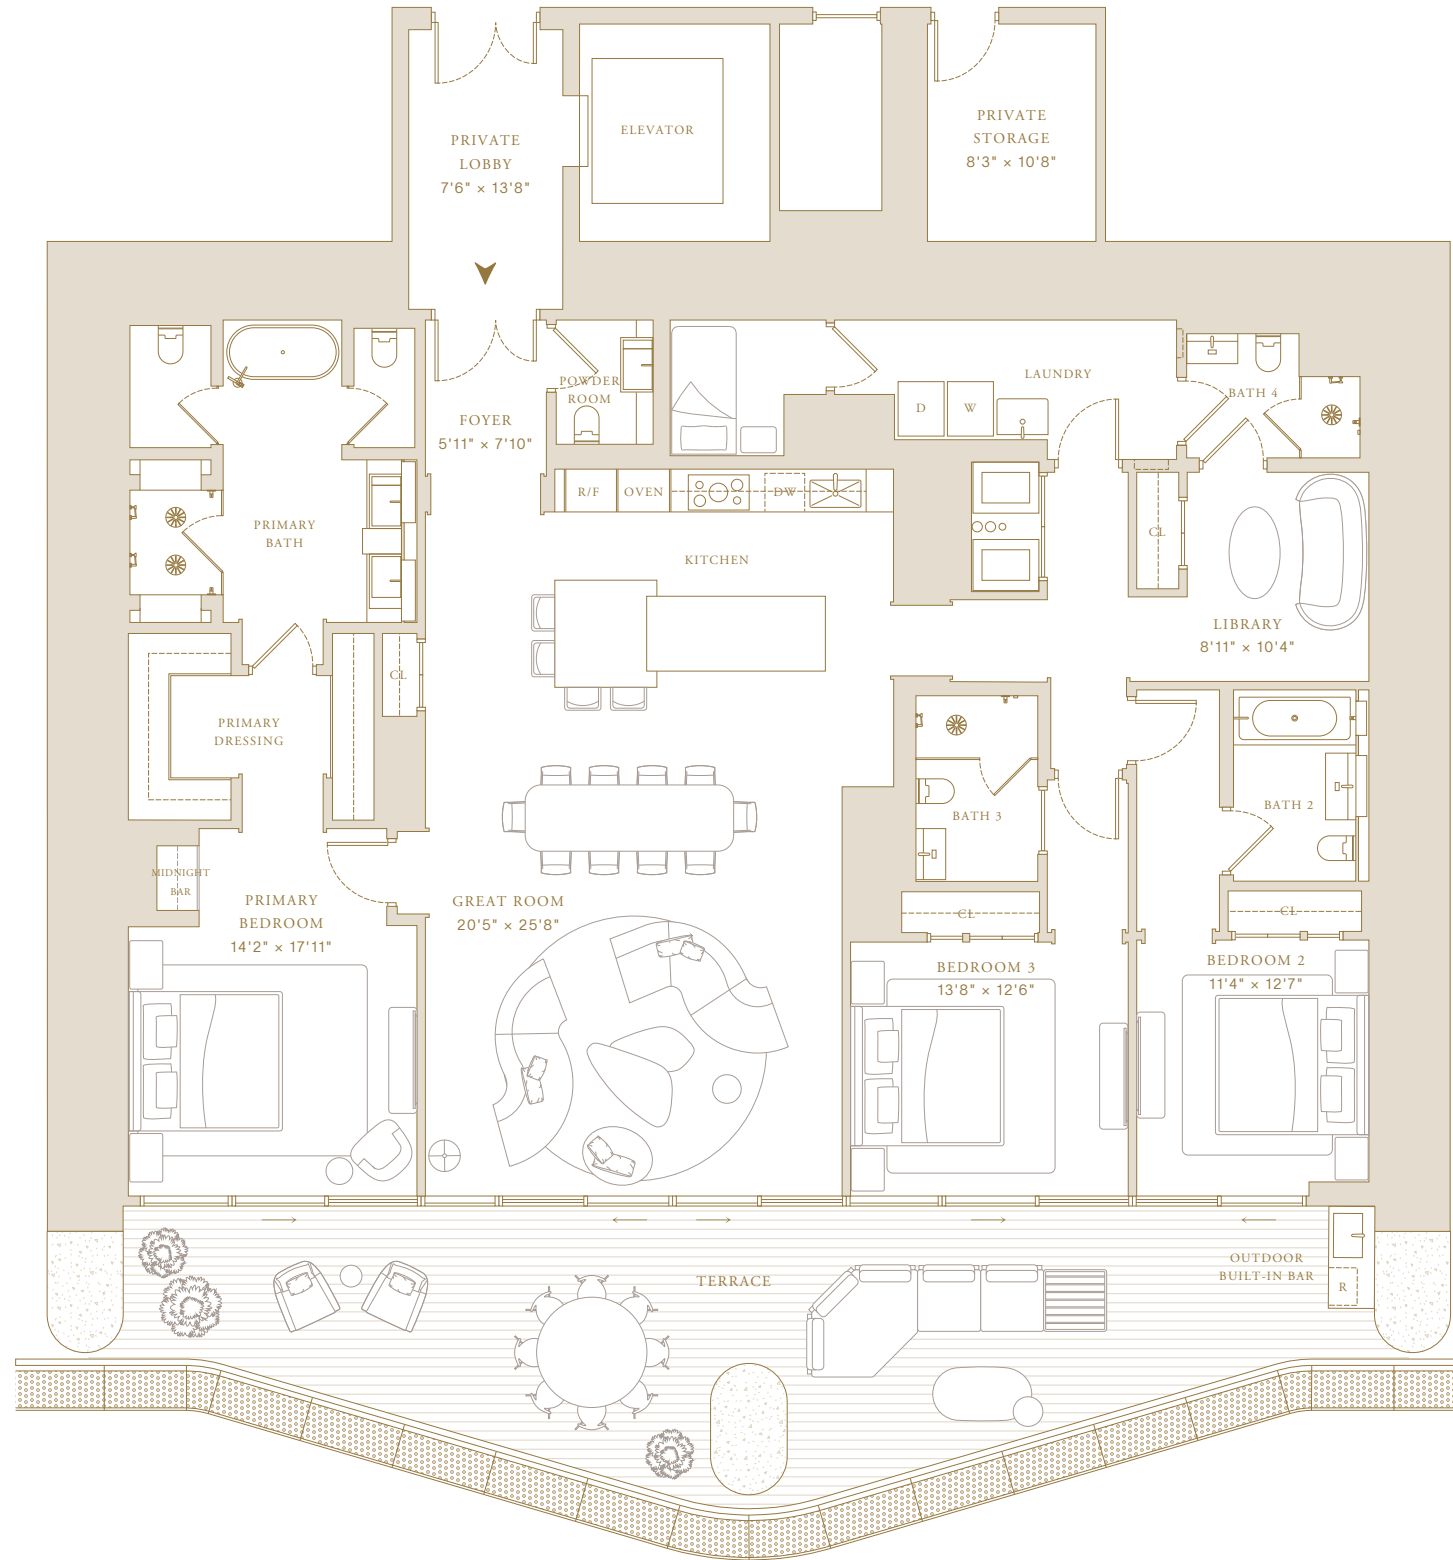 PRIVATE
LOBBY
7'6" × 13'8"
ELEVATOR
PRIVATE
STORAGE
8'3" × 10'8"
POWDER
ROOM
FOYER
5'11" × 7'10"
LAUNDRY
D
W
BATH 4
R/F
OVEN
DW
PRIMARY
BATH
KITCHEN
CL
LIBRARY
8'11" × 10'4"
CL
PRIMARY
DRESSING
BATH 3
BATH 2
MIDNIGHT
BAR
PRIMARY
BEDROOM
14'2" × 17'11"
GREAT ROOM
20'5" × 25'8"
CL
CL
BEDROOM 3
13'8" × 12'6"
BEDROOM 2
11'4" × 12'7"
TERRACE
OUTDOOR
BUILT-IN BAR
R